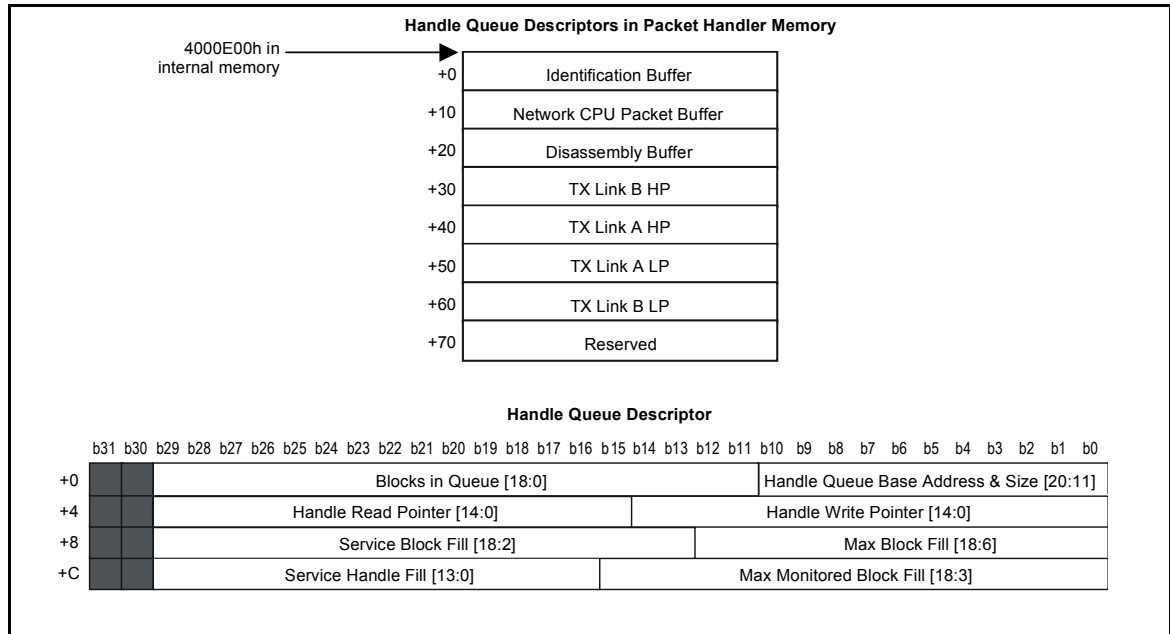 Handle Queue Descriptors in Packet Handler Memory
4000E00h in
internal memory
+0 Identification Buffer
+10 Network CPU Packet Buffer
+20 Disassembly Buffer
+30 TX Link B HP
+40 TX Link A HP
+50 TX Link A LP
+60 TX Link B LP
+70 Reserved
Handle Queue Descriptor
b31 b30 b29 b28 b27 b26 b25 b24 b23 b22 b21 b20 b19 b18 b17 b16 b15 b14 b13 b12 b11 b10 b9 b8 b7 b6 b5 b4 b3 b2 b1 b0
+0 Blocks in Queue [18:0] Handle Queue Base Address & Size [20:11]
+4 Handle Read Pointer [14:0] Handle Write Pointer [14:0]
+8 Service Block Fill [18:2] Max Block Fill [18:6]
+C Service Handle Fill [13:0] Max Monitored Block Fill [18:3]